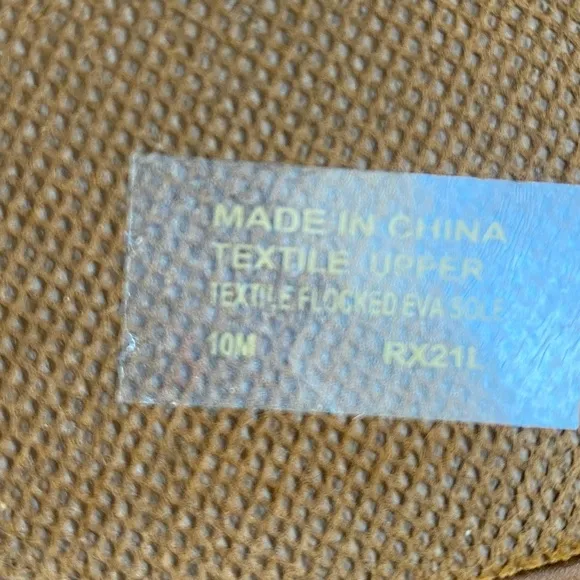 MADE IN CHINA
TEXTILE UPPER
TEXTILE FLOCKED EVA SOLE
10M RX21L